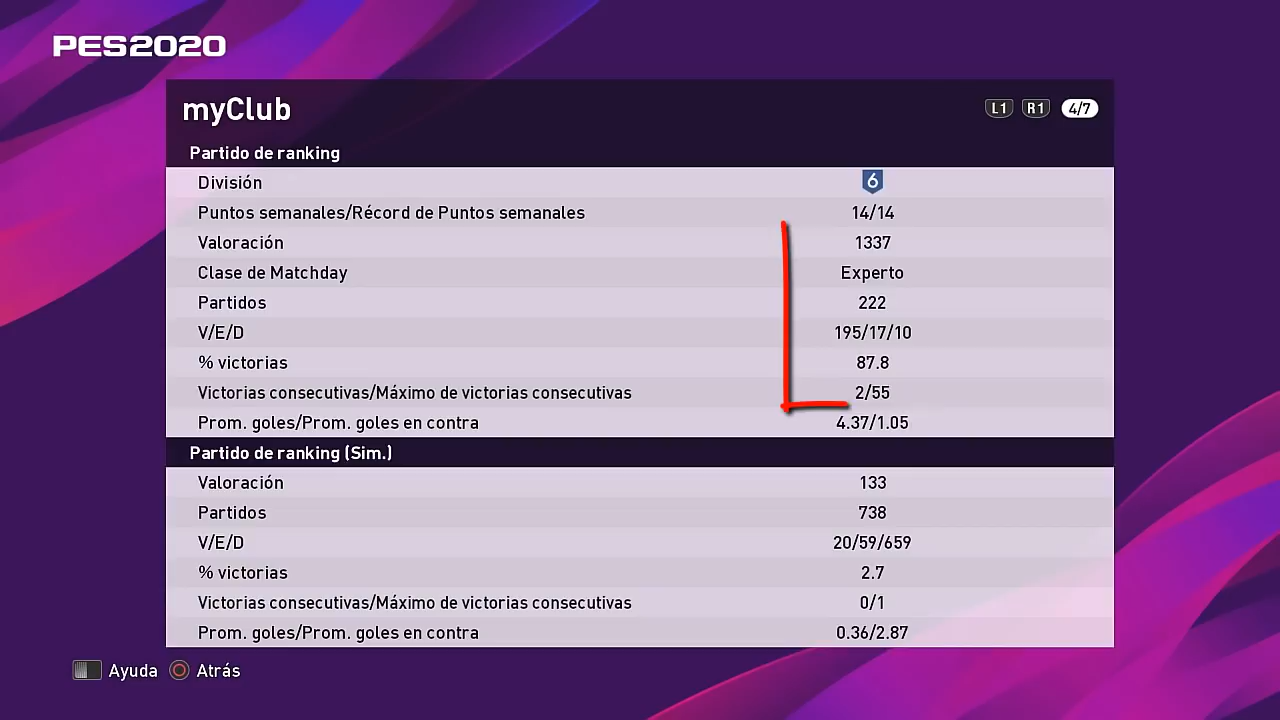 PES2020
myClub L1 R1 4/7
Partido de ranking
División 6
Puntos semanales/Récord de Puntos semanales 14/14
Valoración 1337
Clase de Matchday Experto
Partidos 222
V/E/D 195/17/10
% victorias 87.8
Victorias consecutivas/Máximo de victorias consecutivas 2/55
Prom. goles/Prom. goles en contra 4.37/1.05
Partido de ranking (Sim.)
Valoración 133
Partidos 738
V/E/D 20/59/659
% victorias 2.7
Victorias consecutivas/Máximo de victorias consecutivas 0/1
Prom. goles/Prom. goles en contra 0.36/2.87
Ayuda Atrás